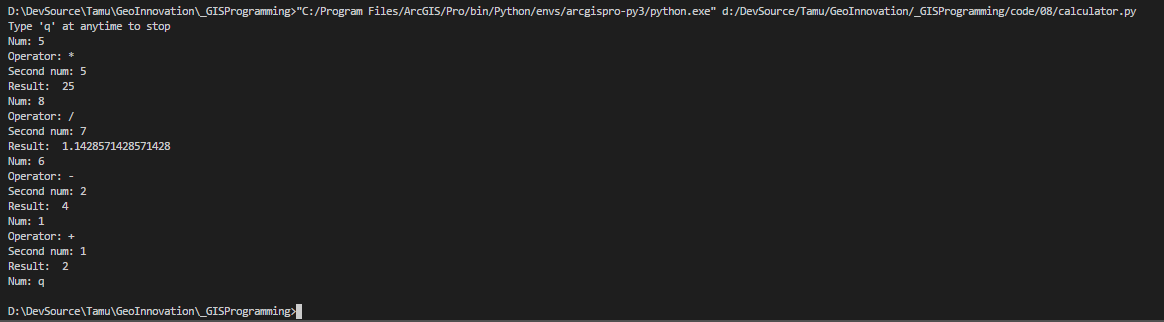 D:\DevSource\Tamu\GeoInnovation\_GISProgramming>"C:/Program Files/ArcGIS/Pro/bin/Python/envs/arcgispro-py3/python.exe" d:/DevSource/Tamu/GeoInnovation/_GISProgramming/code/08/calculator.py
Type 'q' at anytime to stop
Num: 5
Operator: *
Second num: 5
Result:  25
Num: 8
Operator: /
Second num: 7
Result:  1.1428571428571428
Num: 6
Operator: -
Second num: 2
Result:  4
Num: 1
Operator: +
Second num: 1
Result:  2
Num: q
D:\DevSource\Tamu\GeoInnovation\_GISProgramming>